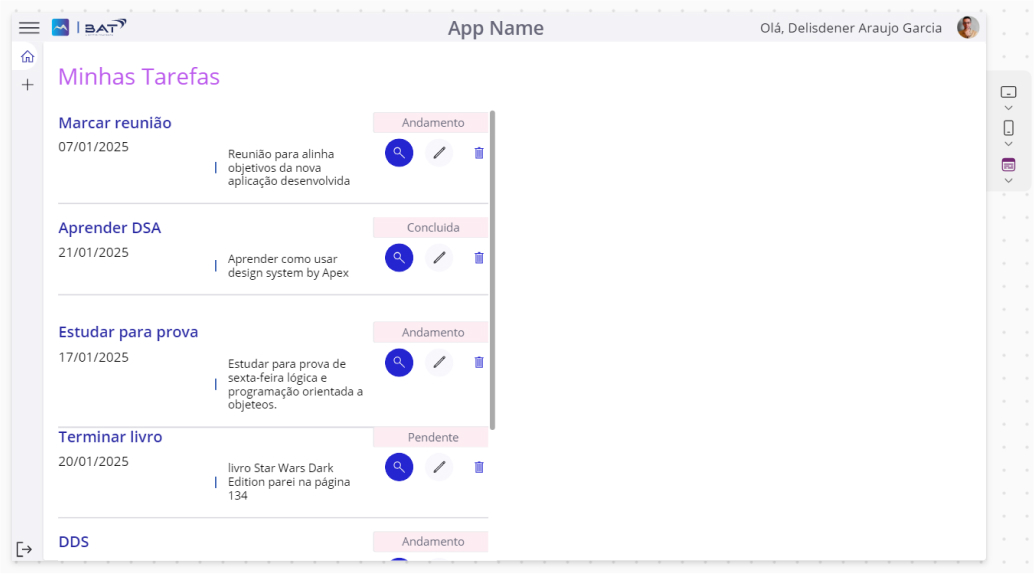 BAT
App Name
Olá, Delisdener Araujo Garcia
Minhas Tarefas
Marcar reunião
Andamento
07/01/2025
Reunião para alinha
objetivos da nova
aplicação desenvolvida
Aprender DSA
Concluida
21/01/2025
Aprender como usar
design system by Apex
Estudar para prova
Andamento
17/01/2025
Estudar para prova de
sexta-feira lógica e
programação orientada a
objeteos.
Terminar livro
Pendente
20/01/2025
livro Star Wars Dark
Edition parei na página
134
DDS
Andamento